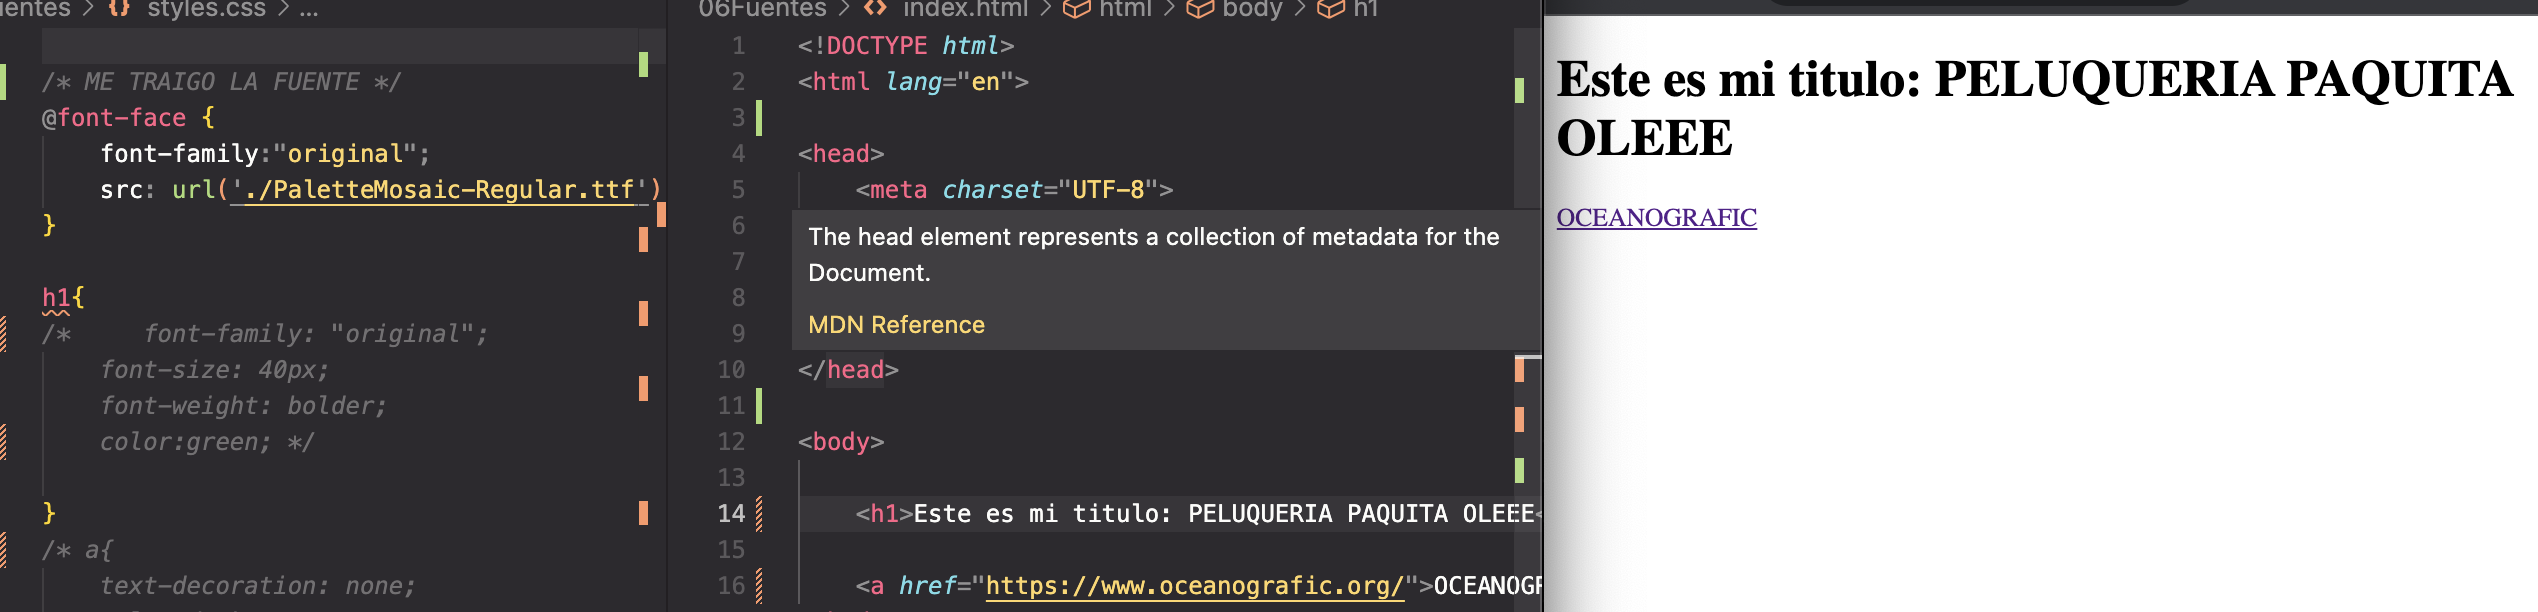 entes > {} styles.css > ...
/* ME TRAIGO LA FUENTE */
@font-face {
font-family:"original";
src: url('./PaletteMosaic-Regular.ttf')
}
h1{
/* font-family: "original";
font-size: 40px;
font-weight: bolder;
color:green; */
}
/* a{
text-decoration: none;
06Fuentes > <> index.html > html > body > h1
1 <!DOCTYPE html>
2 <html lang="en">
3
4 <head>
5 <meta charset="UTF-8">
6
7
8
9
The head element represents a collection of metadata for the
Document.
MDN Reference
10 </head>
11
12 <body>
13
14 <h1>Este es mi titulo: PELUQUERIA PAQUITA OLEEE<
15
16 <a href="https://www.oceanografic.org/">OCEANOGR
Este es mi titulo: PELUQUERIA PAQUITA
OLEEE
OCEANOGRAFIC